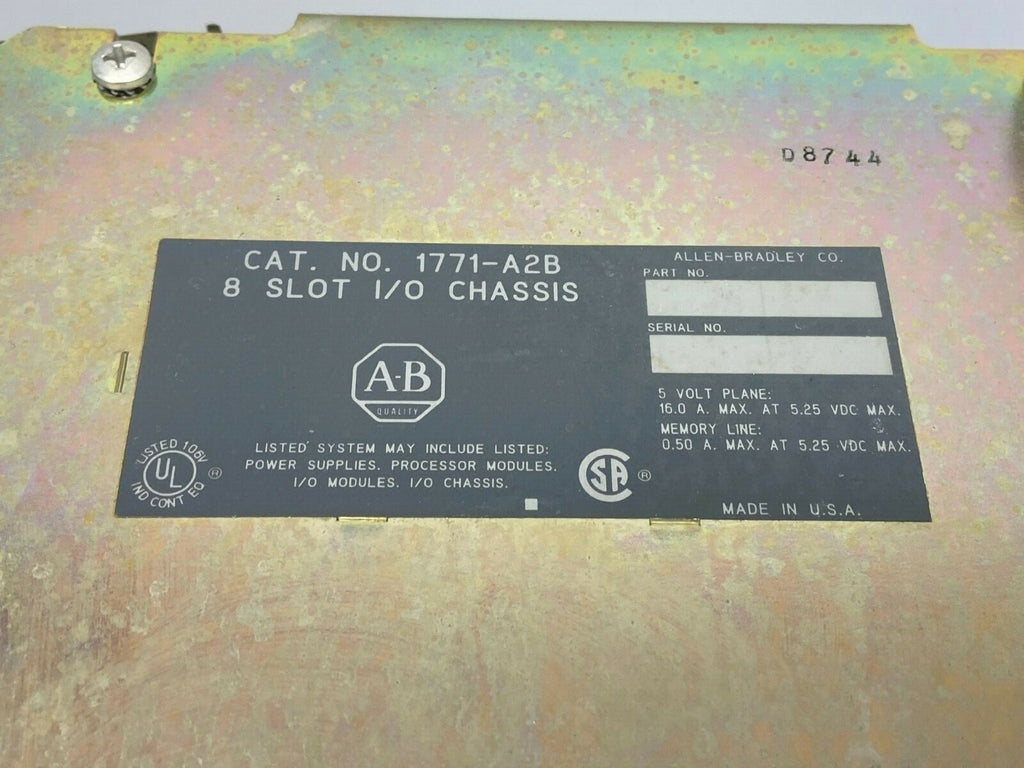 D8744
CAT. NO. 1771-A2B
8 SLOT I/O CHASSIS
A-B
QUALITY
LISTED SYSTEM MAY INCLUDE LISTED:
POWER SUPPLIES. PROCESSOR MODULES.
I/O MODULES. I/O CHASSIS.
LISTED 106V
UL
®
IND CONT EQ
SA
®
ALLEN-BRADLEY CO.
PART NO.
SERIAL NO.
5 VOLT PLANE:
16.0 A. MAX. AT 5.25 VDC MAX.
MEMORY LINE:
0.50 A. MAX. AT 5.25 VDC MAX.
MADE IN U.S.A.